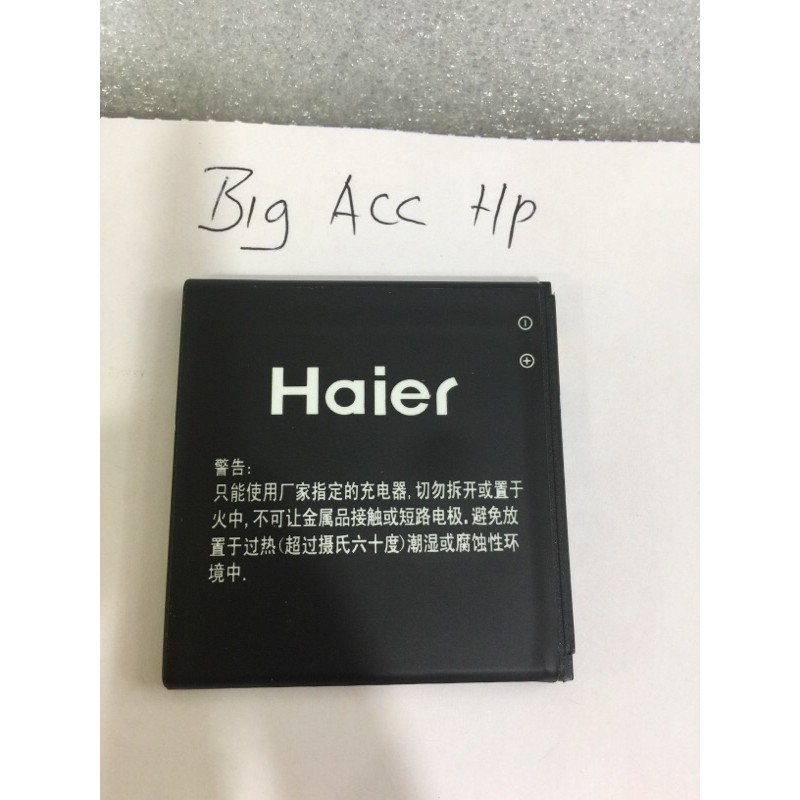 Big Acc Hp
Haier
警告:
只能使用厂家指定的充电器,切勿拆开或置于
火中,不可让金属品接触或短路电极.避免放
置于过热(超过摄氏六十度)潮湿或腐蚀性环
境中.